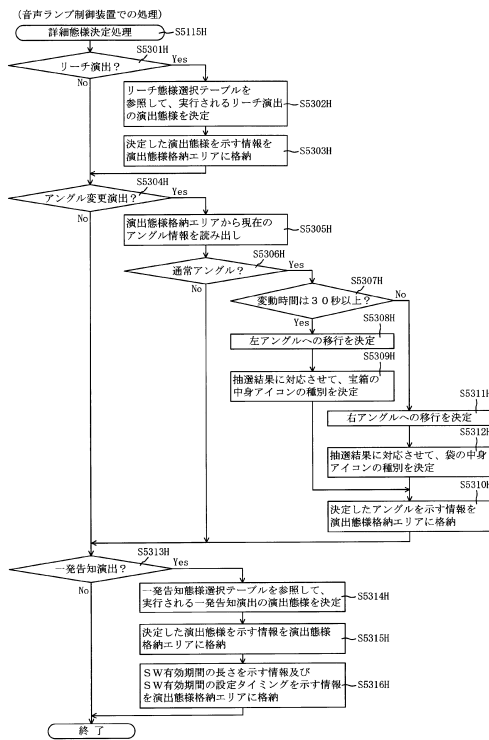 (音声ランプ制御装置での処理)
詳細態様決定処理
S5115H
S5301H
リーチ演出?
Yes
No
リーチ態様選択テーブルを
参照して、実行されるリーチ演出
の演出態様を決定
S5302H
決定した演出態様を示す情報を
演出態様格納エリアに格納
S5303H
S5304H
アングル変更演出?
Yes
No
演出態様格納エリアから現在の
アングル情報を読み出し
S5305H
S5306H
通常アングル?
Yes
No
S5307H
変動時間は30秒以上?
No
Yes
S5308H
左アングルへの移行を決定
S5309H
抽選結果に対応させて、宝箱の
中身アイコンの種別を決定
S5311H
右アングルへの移行を決定
S5312H
抽選結果に対応させて、袋の中身
アイコンの種別を決定
S5310H
決定したアングルを示す情報を
演出態様格納エリアに格納
S5313H
一発告知演出?
Yes
No
一発告知態様選択テーブルを参照して、
実行される一発告知演出の演出態様を決定
S5314H
決定した演出態様を示す情報を演出態様
格納エリアに格納
S5315H
SW有効期間の長さを示す情報及び
SW有効期間の設定タイミングを示す情報
を演出態様格納エリアに格納
S5316H
終了